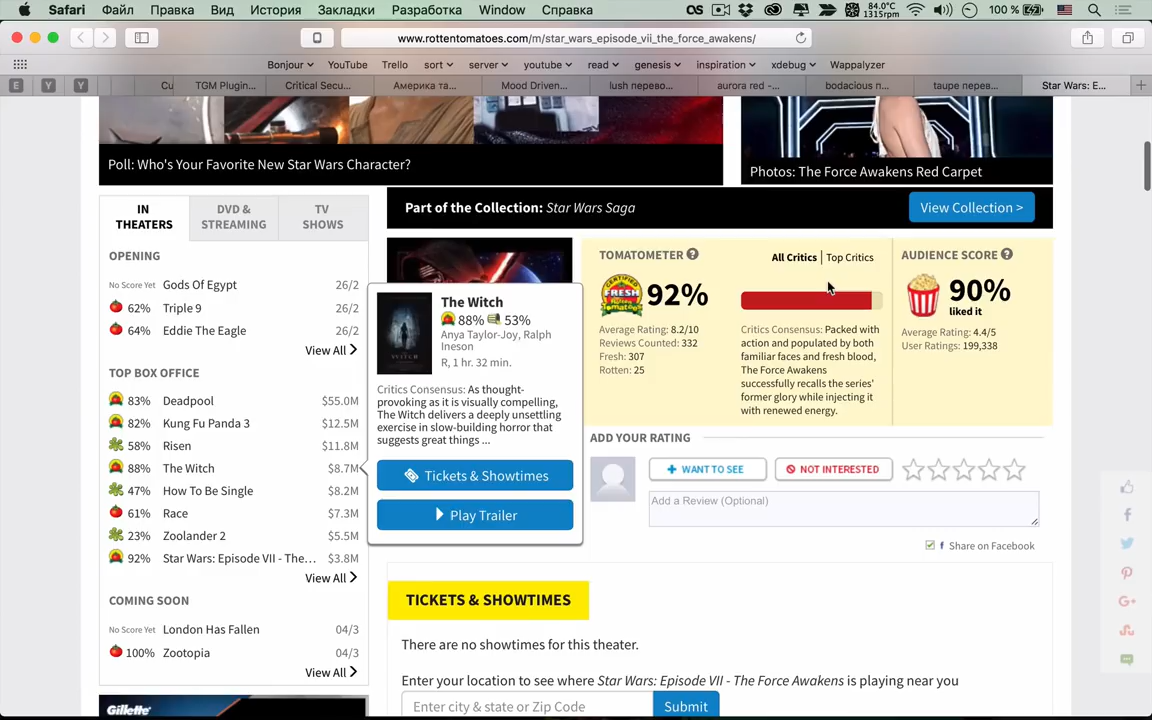 Safari Файл Правка Вид История Закладки Разработка Window Справка OS 84.0°C 1315rpm 100 %
www.rottentomatoes.com/m/star_wars_episode_vii_the_force_awakens/
Bonjour YouTube Trello sort server youtube read genesis inspiration xdebug Wappalyzer
E Y Y Cu TGM Plugin... Critical Secu... Америка та... Mood Driven... lush перево... aurora red -... bodacious п... taupe перев... Star Wars: E...
Poll: Who's Your Favorite New Star Wars Character?
Photos: The Force Awakens Red Carpet
IN THEATERS
DVD & STREAMING
TV SHOWS
OPENING
No Score Yet Gods Of Egypt 26/2
62% Triple 9 26/2
64% Eddie The Eagle 26/2
View All
TOP BOX OFFICE
83% Deadpool $55.0M
82% Kung Fu Panda 3 $12.5M
58% Risen $11.8M
88% The Witch $8.7M
47% How To Be Single $8.2M
61% Race $7.3M
23% Zoolander 2 $5.5M
92% Star Wars: Episode VII - The... $3.8M
View All
COMING SOON
No Score Yet London Has Fallen 04/3
100% Zootopia 04/3
View All
Gillette
Part of the Collection: Star Wars Saga
View Collection >
The Witch
88% 53%
Anya Taylor-Joy, Ralph
Ineson
R, 1 hr. 32 min.
Critics Consensus: As thought-
provoking as it is visually compelling,
The Witch delivers a deeply unsettling
exercise in slow-building horror that
suggests great things ...
Tickets & Showtimes
Play Trailer
TOMATOMETER ?
92%
Average Rating: 8.2/10
Reviews Counted: 332
Fresh: 307
Rotten: 25
All Critics | Top Critics
Critics Consensus: Packed with
action and populated by both
familiar faces and fresh blood,
The Force Awakens
successfully recalls the series'
former glory while injecting it
with renewed energy.
AUDIENCE SCORE ?
90%
liked it
Average Rating: 4.4/5
User Ratings: 199,338
ADD YOUR RATING
WANT TO SEE
NOT INTERESTED
Add a Review (Optional)
Share on Facebook
TICKETS & SHOWTIMES
There are no showtimes for this theater.
Enter your location to see where Star Wars: Episode VII - The Force Awakens is playing near you
Enter city & state or Zip Code
Submit